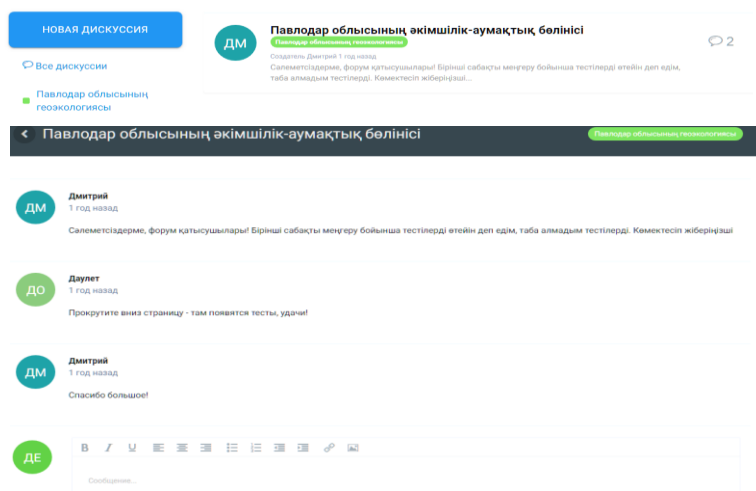 НОВАЯ ДИСКУССИЯ
Все дискуссии
Павлодар облысының
геоэкологиясы
ДМ
Павлодар облысының әкімшілік-аумақтық бөлінісі
Павлодар облысының геоэкологиясы
2
Создатель Дмитрий 1 год назад
Сәлеметсіздерме, форум қатысушылары! Бірінші сабақты меңгеру бойынша тестілерді өтейін деп едім,
таба алмадым тестілерді. Көмектесіп жіберіңізші...
Павлодар облысының әкімшілік-аумақтық бөлінісі
Павлодар облысының геоэкологиясы
ДМ
Дмитрий
1 год назад
Сәлеметсіздерме, форум қатысушылары! Бірінші сабақты меңгеру бойынша тестілерді өтейін деп едім, таба алмадым тестілерді. Көмектесіп жіберіңізші
ДО
Даулет
1 год назад
Прокрутите вниз страницу - там появятся тесты, удачи!
ДМ
Дмитрий
1 год назад
Спасибо большое!
ДЕ
B I U
Сообщение...